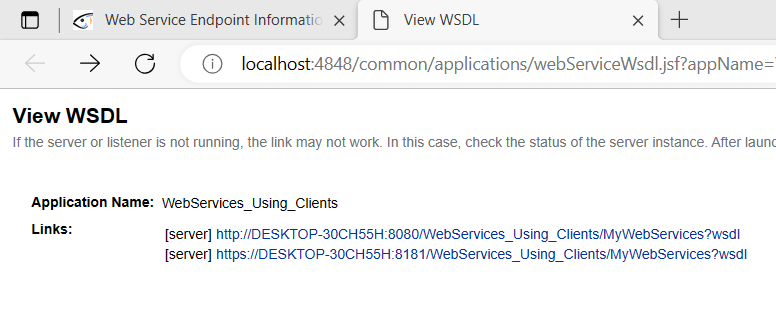 Web Service Endpoint Informatio
View WSDL
localhost:4848/common/applications/webServiceWsdl.jsf?appName=
View WSDL
If the server or listener is not running, the link may not work. In this case, check the status of the server instance. After laun
Application Name: WebServices_Using_Clients
Links: [server] http://DESKTOP-30CH55H:8080/WebServices_Using_Clients/MyWebServices?wsdl
[server] https://DESKTOP-30CH55H:8181/WebServices_Using_Clients/MyWebServices?wsdl